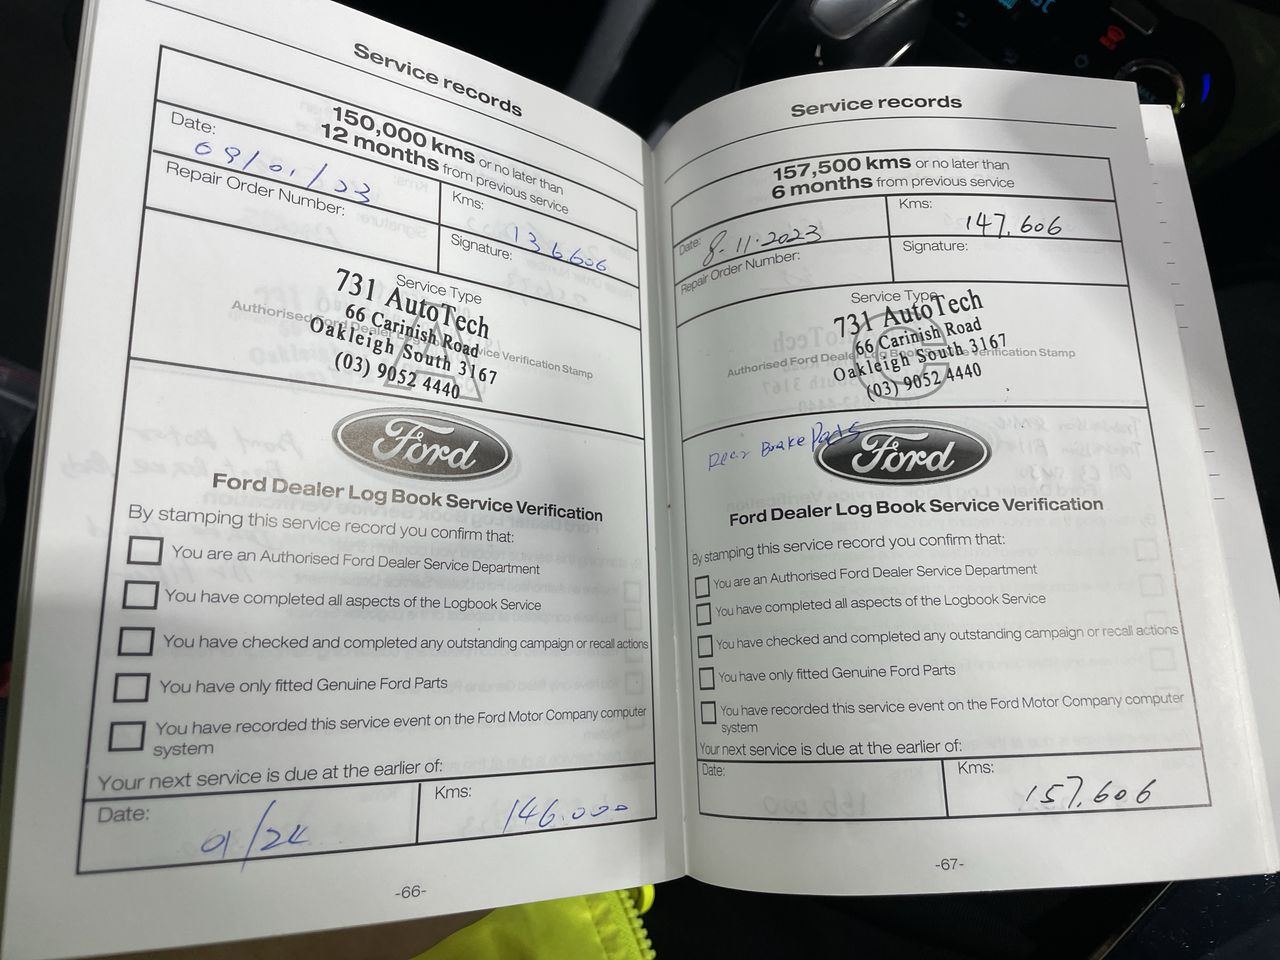 Service records
150,000 kms or no later than
12 months from previous service
Date:
09/01/23
Kms:
136606
Repair Order Number:
Signature:
Service Type
A
Authorised Ford Dealer Log Book Service Verification Stamp
731 AutoTech
66 Carinish Road
Oakleigh South 3167
(03) 9052 4440
Ford
Ford Dealer Log Book Service Verification
By stamping this service record you confirm that:
You are an Authorised Ford Dealer Service Department
You have completed all aspects of the Logbook Service
You have checked and completed any outstanding campaign or recall actions
You have only fitted Genuine Ford Parts
You have recorded this service event on the Ford Motor Company computer
system
Your next service is due at the earlier of:
Date:
01/24
Kms:
146.000
-66-
Service records
157,500 kms or no later than
6 months from previous service
Date:
8.11.2023
Kms:
147,606
Repair Order Number:
Signature:
Service Type
C
Authorised Ford Dealer Log Book Service Verification Stamp
731 AutoTech
66 Carinish Road
Oakleigh South 3167
(03) 9052 4440
Rear Brake Pads
Ford
Ford Dealer Log Book Service Verification
By stamping this service record you confirm that:
You are an Authorised Ford Dealer Service Department
You have completed all aspects of the Logbook Service
You have checked and completed any outstanding campaign or recall actions
You have only fitted Genuine Ford Parts
You have recorded this service event on the Ford Motor Company computer
system
Your next service is due at the earlier of:
Date:
Kms:
157,606
-67-